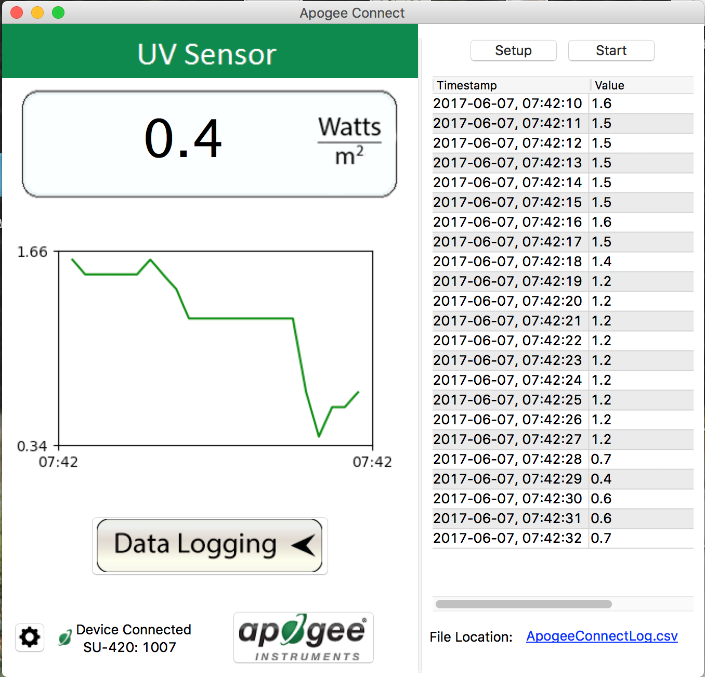 Apogee Connect
UV Sensor
0.4
Watts
m²
1.66
0.34
07:42
07:42
Data Logging
Device Connected
SU-420: 1007
apogee®
INSTRUMENTS
Setup
Start
Timestamp Value
2017-06-07, 07:42:10 1.6
2017-06-07, 07:42:11 1.5
2017-06-07, 07:42:12 1.5
2017-06-07, 07:42:13 1.5
2017-06-07, 07:42:14 1.5
2017-06-07, 07:42:15 1.5
2017-06-07, 07:42:16 1.6
2017-06-07, 07:42:17 1.5
2017-06-07, 07:42:18 1.4
2017-06-07, 07:42:19 1.2
2017-06-07, 07:42:20 1.2
2017-06-07, 07:42:21 1.2
2017-06-07, 07:42:22 1.2
2017-06-07, 07:42:23 1.2
2017-06-07, 07:42:24 1.2
2017-06-07, 07:42:25 1.2
2017-06-07, 07:42:26 1.2
2017-06-07, 07:42:27 1.2
2017-06-07, 07:42:28 0.7
2017-06-07, 07:42:29 0.4
2017-06-07, 07:42:30 0.6
2017-06-07, 07:42:31 0.6
2017-06-07, 07:42:32 0.7
File Location: ApogeeConnectLog.csv